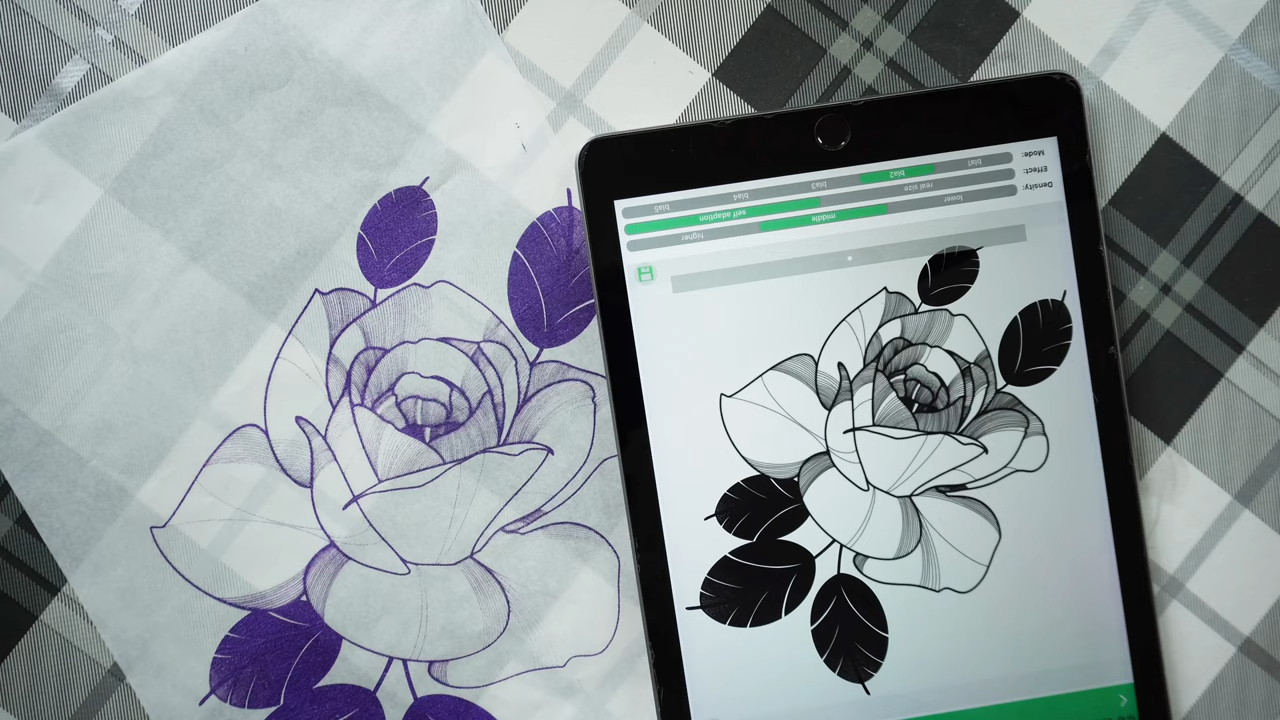 Density: lower middle higher
Effect: real size self adaption
Mode: bla1 bla2 bla3 bla4 bla5